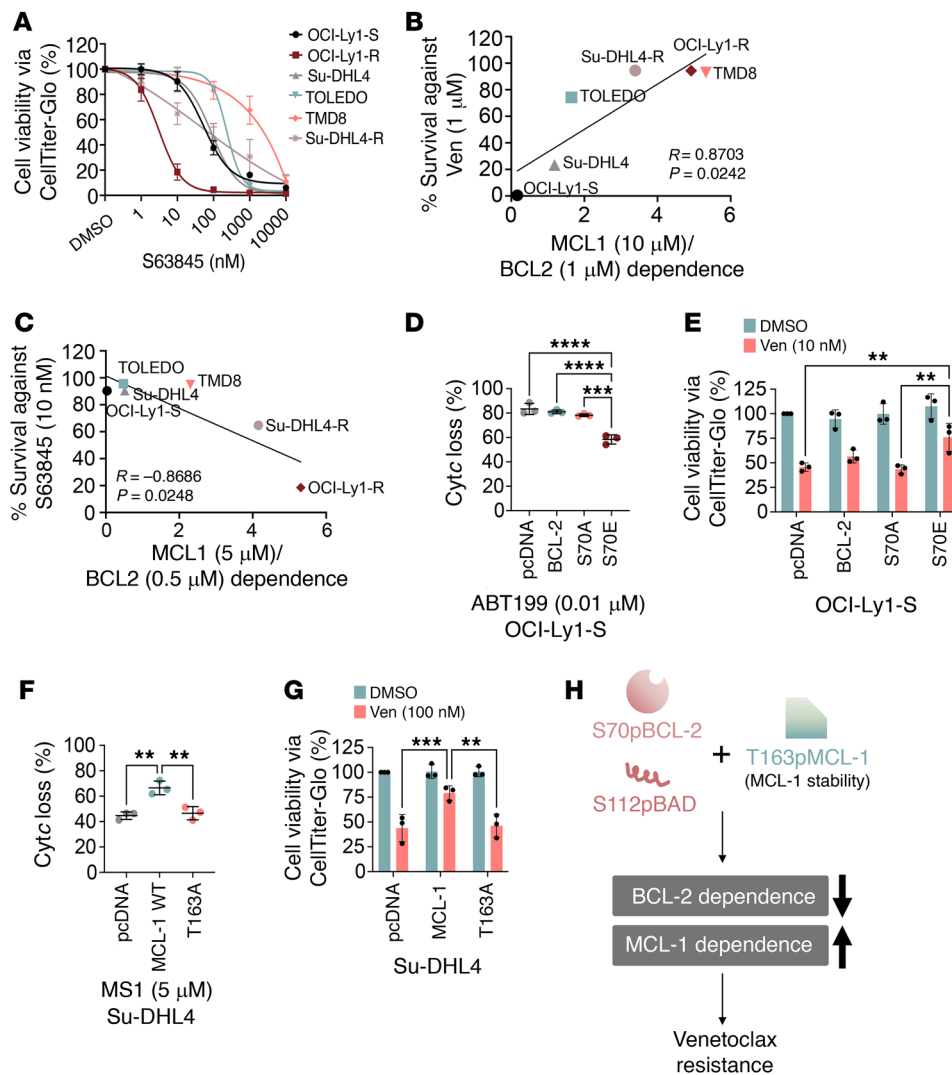 A
Cell viability via
CellTiter-Glo (%)
120
100
80
60
40
20
0
DMSO
1
10
100
1000
10000
S63845 (nM)
OCI-Ly1-S
OCI-Ly1-R
Su-DHL4
TOLEDO
TMD8
Su-DHL4-R
B
% Survival against
Ven (1 μM)
120
100
80
60
40
20
0
0 2 4 6
OCI-Ly1-R
Su-DHL4-R
TMD8
TOLEDO
Su-DHL4
OCI-Ly1-S
R = 0.8703
P = 0.0242
MCL1 (10 μM)/
BCL2 (1 μM) dependence
C
% Survival against
S63845 (10 nM)
120
100
80
60
40
20
0
0 2 4 6
TOLEDO
TMD8
Su-DHL4
OCI-Ly1-S
Su-DHL4-R
OCI-Ly1-R
R = –0.8686
P = 0.0248
MCL1 (5 μM)/
BCL2 (0.5 μM) dependence
D
Cytc loss (%)
100
80
60
40
20
0
****
****
***
pcDNA
BCL-2
S70A
S70E
ABT199 (0.01 μM)
OCI-Ly1-S
E
DMSO
Ven (10 nM)
Cell viability via
CellTiter-Glo (%)
125
100
75
50
25
0
**
**
pcDNA
BCL-2
S70A
S70E
OCI-Ly1-S
F
Cytc loss (%)
100
80
60
40
20
0
** **
pcDNA
MCL-1 WT
T163A
MS1 (5 μM)
Su-DHL4
G
DMSO
Ven (100 nM)
Cell viability via
CellTiter-Glo (%)
125
100
75
50
25
0
*** **
pcDNA
MCL-1
T163A
Su-DHL4
H
S70pBCL-2
S112pBAD
+
T163pMCL-1
(MCL-1 stability)
BCL-2 dependence
MCL-1 dependence
Venetoclax
resistance